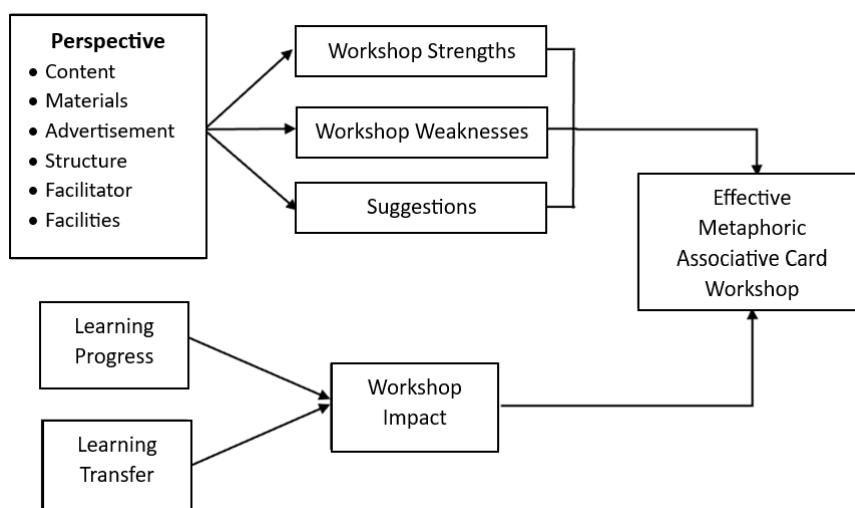 Perspective
• Content
• Materials
• Advertisement
• Structure
• Facilitator
• Facilities
Workshop Strengths
Workshop Weaknesses
Suggestions
Effective
Metaphoric
Associative Card
Workshop
Learning
Progress
Learning
Transfer
Workshop
Impact